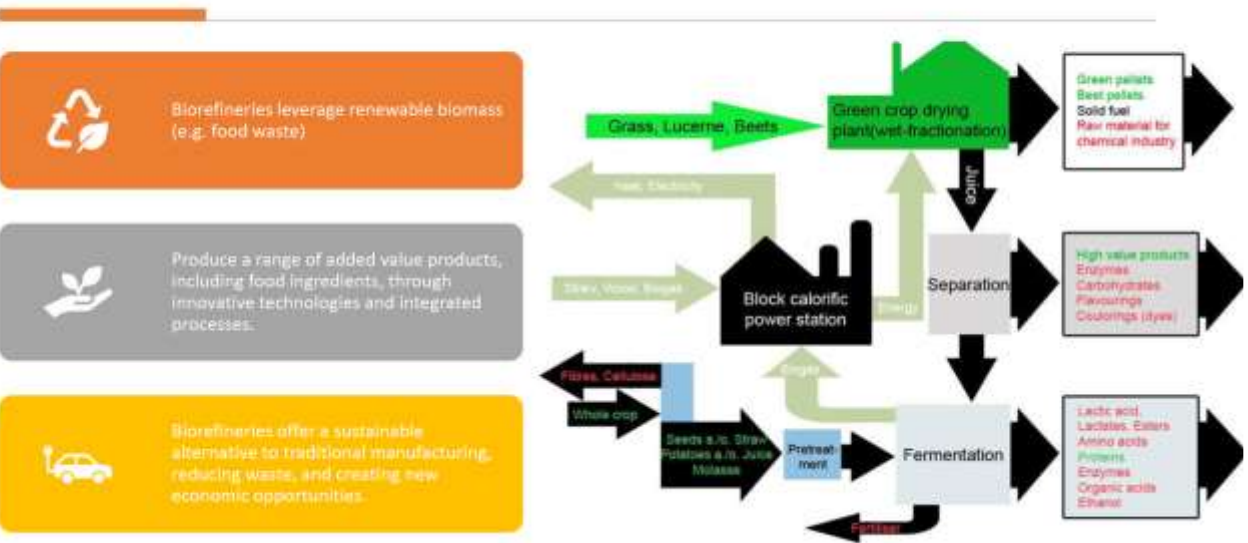 Biorefineries leverage renewable biomass
(e.g. food waste)
Produce a range of added value products,
including food ingredients, through
innovative technologies and integrated
processes.
Biorefineries offer a sustainable
alternative to traditional manufacturing,
reducing waste, and creating new
economic opportunities.
Grass, Lucerne, Beets
Green crop drying
plant(wet-fractionation)
Green pellets
Beet pellets
Solid fuel
Raw material for
chemical industry
Juice
Heat, Electricity
Straw, Wood, Biogas
Block calorific
power station
Energy
Separation
High value products
Enzymes
Carbohydrates
Flavourings
Coulorings (dyes)
Biogas
Fibres, Cellulose
Whole crop
Seeds a./o. Straw
Potatoes a./o. Juice
Molasse
Pretreat-
ment
Fermentation
Lactic acid,
Lactates, Esters
Amino acids
Proteins
Enzymes
Organic acids
Ethanol
Fertiliser